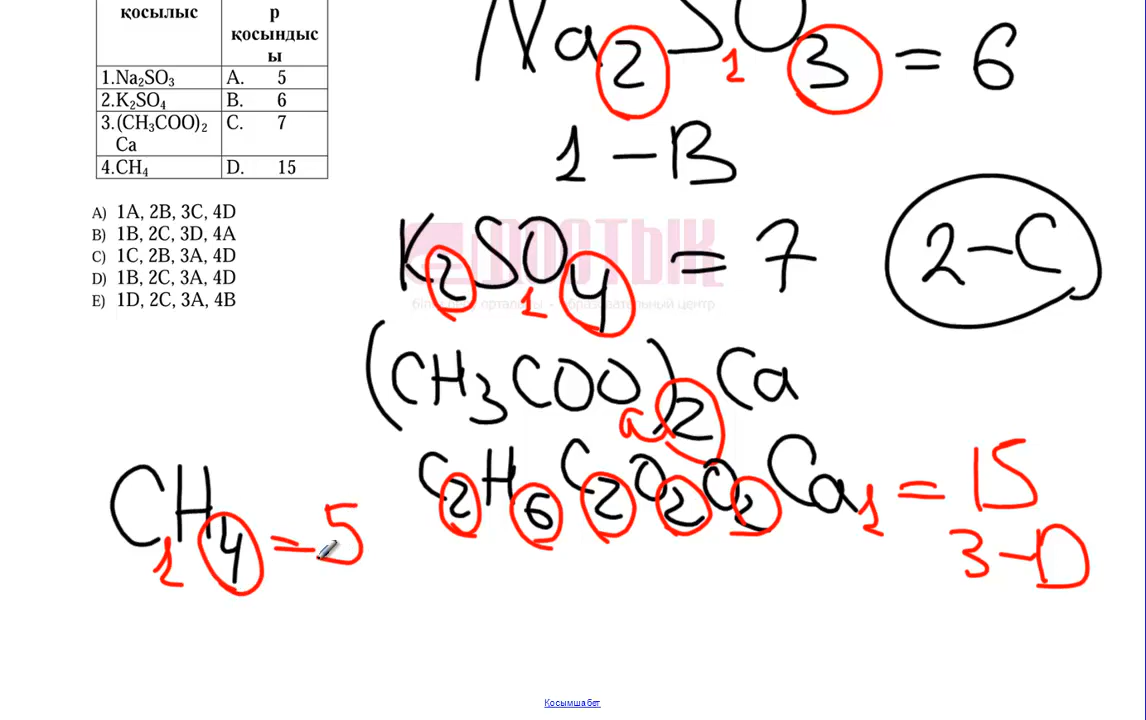 қосылыс
р
қосындыс
ы
1.Na₂SO₃ A. 5
2.K₂SO₄ B. 6
3.(CH₃COO)₂ C. 7
Ca
4.CH₄ D. 15
A) 1A, 2B, 3C, 4D
B) 1B, 2C, 3D, 4A
C) 1C, 2B, 3A, 4D
D) 1B, 2C, 3A, 4D
E) 1D, 2C, 3A, 4B
Na₂S₁O₃ = 6
1 – B
K₂S₁O₄ = 7
2 – C
образовательный центр
(CH₃COO)₂Ca
C₂H₆C₂O₂O₂Ca₁ = 15
3 – D
C₁H₄ = 5
Қосымша бет